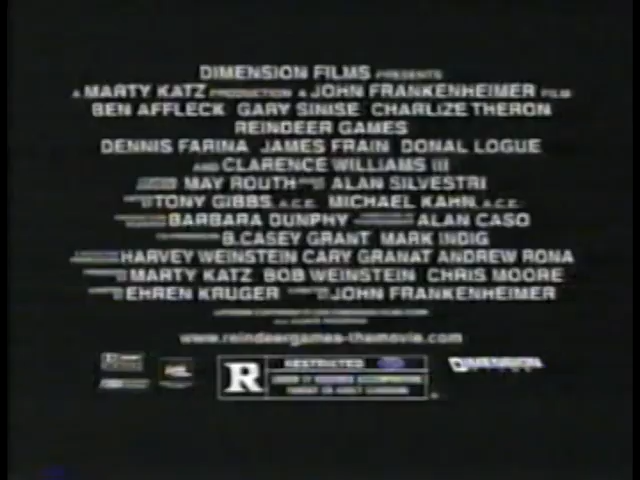 DIMENSION FILMS PRESENTS
A MARTY KATZ PRODUCTION A JOHN FRANKENHEIMER FILM
BEN AFFLECK GARY SINISE CHARLIZE THERON
REINDEER GAMES
DENNIS FARINA JAMES FRAIN DONAL LOGUE
AND CLARENCE WILLIAMS III
MAY ROUTH ALAN SILVESTRI
TONY GIBBS, A.C.E. MICHAEL KAHN, A.C.E.
BARBARA DUNPHY ALAN CASO
B.CASEY GRANT MARK INDIG
HARVEY WEINSTEIN CARY GRANAT ANDREW RONA
MARTY KATZ BOB WEINSTEIN CHRIS MOORE
EHREN KRUGER JOHN FRANKENHEIMER
www.reindeergames-themovie.com
R RESTRICTED DIMENSION